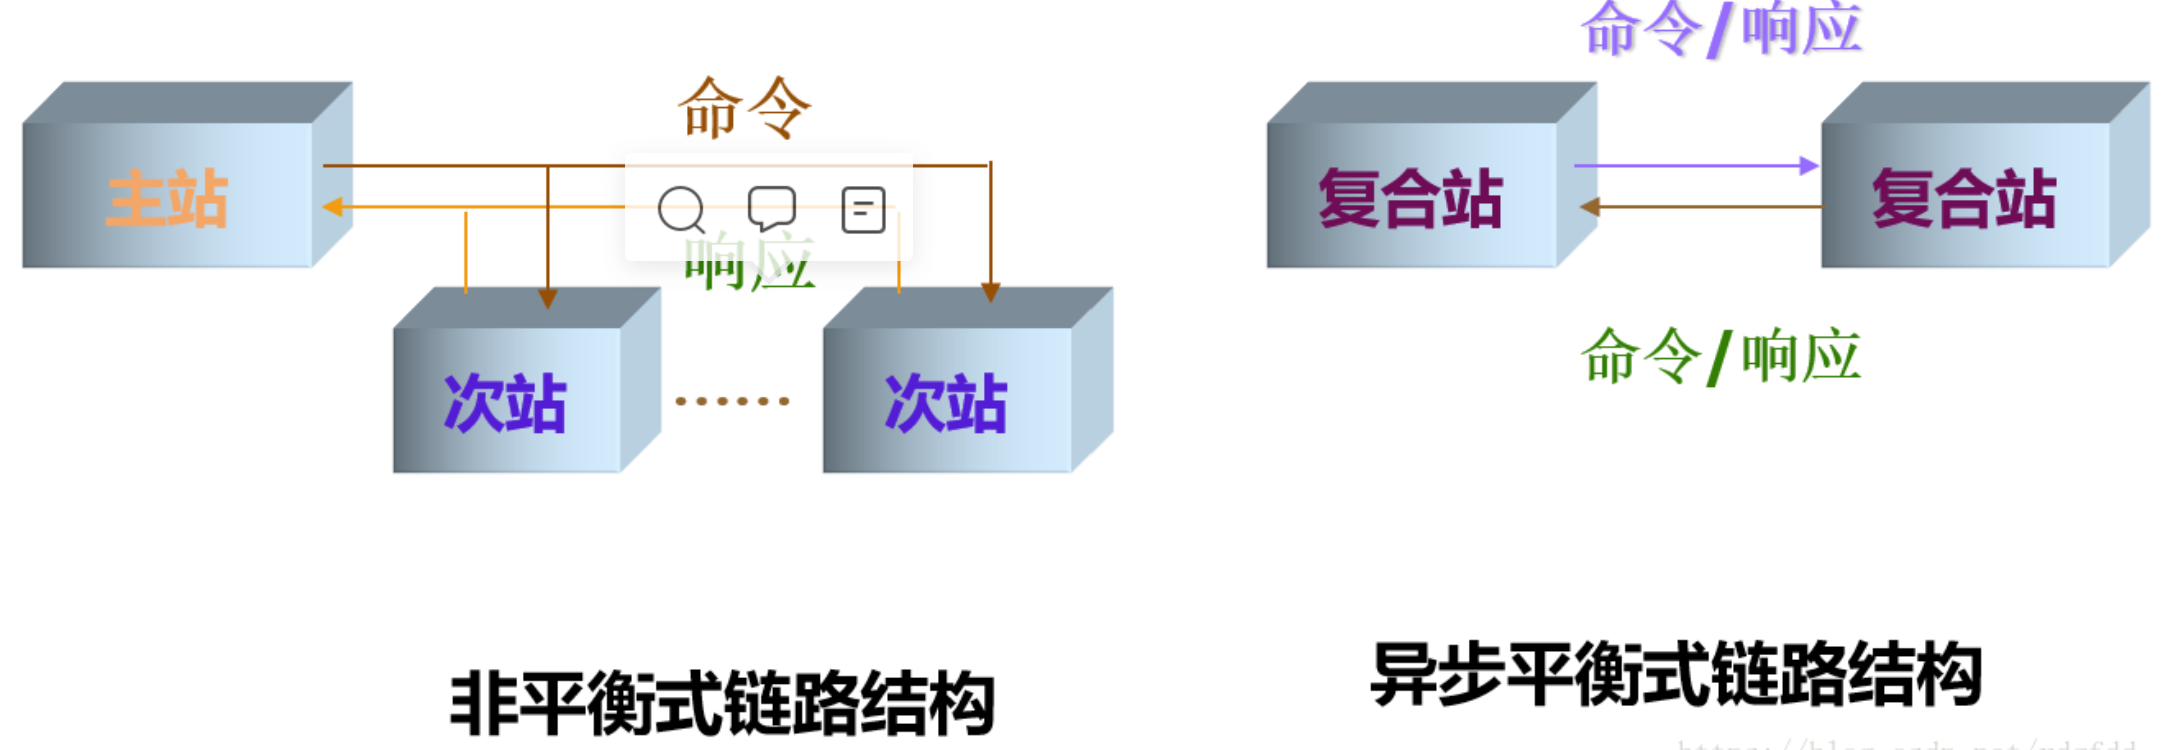 命令/响应
命令
主站
响应
复合站
复合站
次站
······
次站
命令/响应
非平衡式链路结构
异步平衡式链路结构